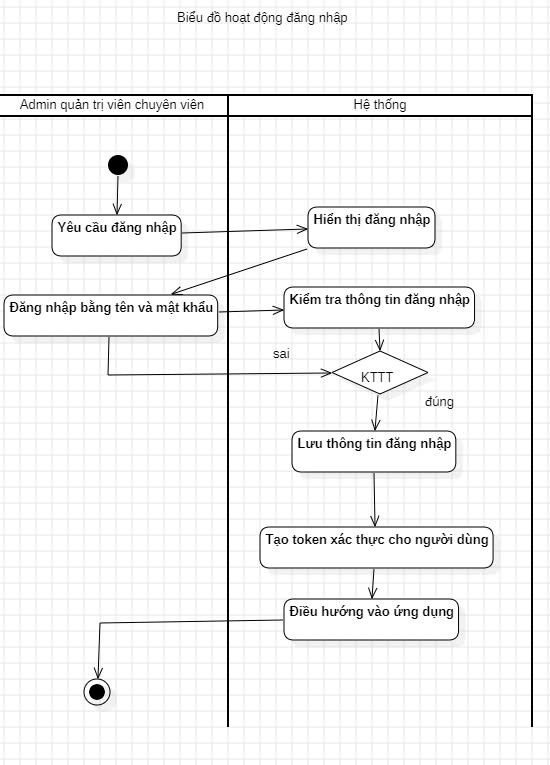 Biểu đồ hoạt động đăng nhập
Admin quản trị viên chuyên viên
Hệ thống
Yêu cầu đăng nhập
Hiển thị đăng nhập
Đăng nhập bằng tên và mật khẩu
Kiểm tra thông tin đăng nhập
sai
KTTT
đúng
Lưu thông tin đăng nhập
Tạo token xác thực cho người dùng
Điều hướng vào ứng dụng